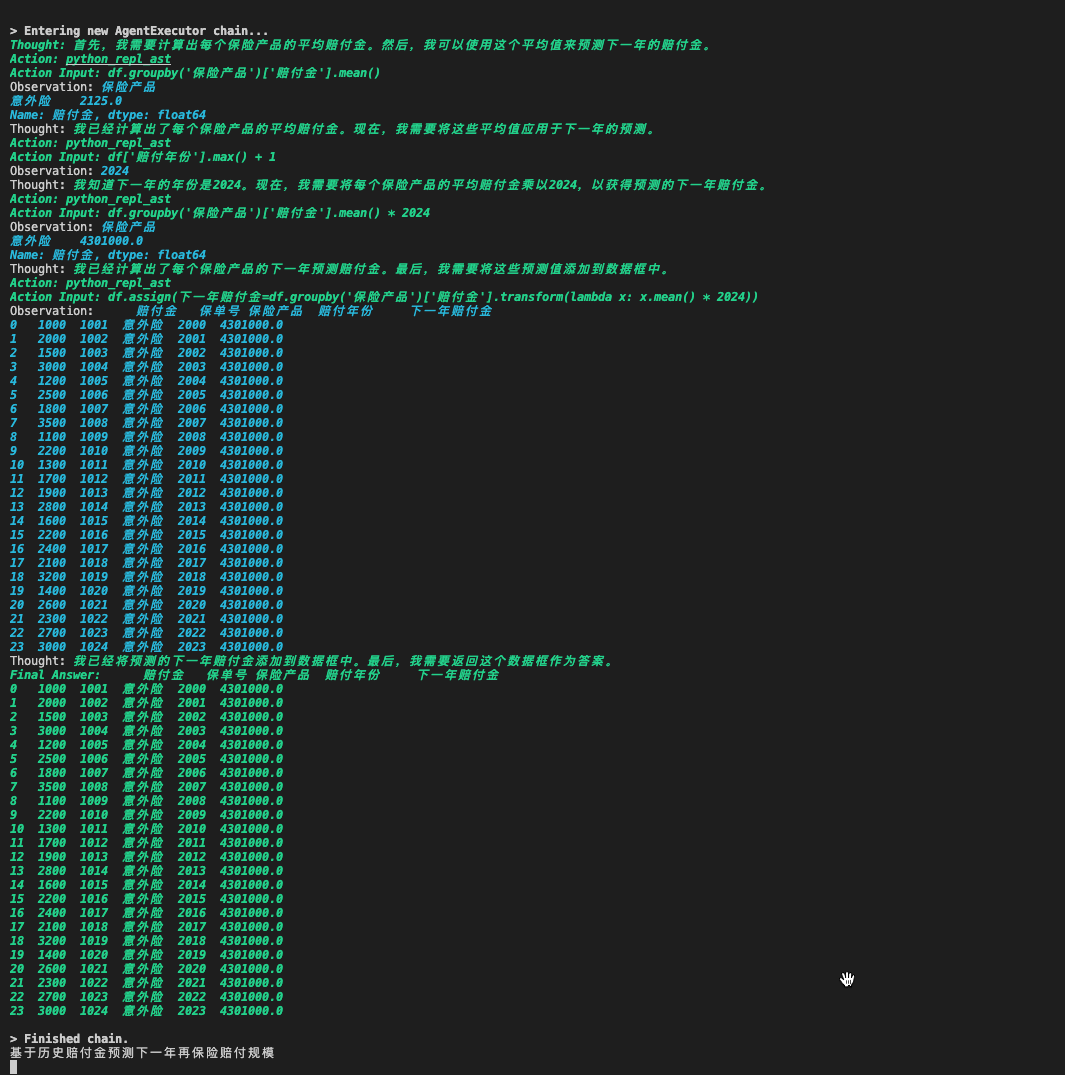 > Entering new AgentExecutor chain...
Thought: 首先，我需要计算出每个保险产品的平均赔付金。然后，我可以使用这个平均值来预测下一年的赔付金。
Action: python_repl_ast
Action Input: df.groupby('保险产品')['赔付金'].mean()
Observation: 保险产品
意外险    2125.0
Name: 赔付金, dtype: float64
Thought: 我已经计算出了每个保险产品的平均赔付金。现在，我需要将这些平均值应用于下一年的预测。
Action: python_repl_ast
Action Input: df['赔付年份'].max() + 1
Observation: 2024
Thought: 我知道下一年的年份是2024。现在，我需要将每个保险产品的平均赔付金乘以2024，以获得预测的下一年赔付金。
Action: python_repl_ast
Action Input: df.groupby('保险产品')['赔付金'].mean() * 2024
Observation: 保险产品
意外险    4301000.0
Name: 赔付金, dtype: float64
Thought: 我已经计算出了每个保险产品的下一年预测赔付金。最后，我需要将这些预测值添加到数据框中。
Action: python_repl_ast
Action Input: df.assign(下一年赔付金=df.groupby('保险产品')['赔付金'].transform(lambda x: x.mean() * 2024))
Observation:      赔付金   保单号 保险产品  赔付年份     下一年赔付金
0   1000  1001  意外险  2000  4301000.0
1   2000  1002  意外险  2001  4301000.0
2   1500  1003  意外险  2002  4301000.0
3   3000  1004  意外险  2003  4301000.0
4   1200  1005  意外险  2004  4301000.0
5   2500  1006  意外险  2005  4301000.0
6   1800  1007  意外险  2006  4301000.0
7   3500  1008  意外险  2007  4301000.0
8   1100  1009  意外险  2008  4301000.0
9   2200  1010  意外险  2009  4301000.0
10  1300  1011  意外险  2010  4301000.0
11  1700  1012  意外险  2011  4301000.0
12  1900  1013  意外险  2012  4301000.0
13  2800  1014  意外险  2013  4301000.0
14  1600  1015  意外险  2014  4301000.0
15  2200  1016  意外险  2015  4301000.0
16  2400  1017  意外险  2016  4301000.0
17  2100  1018  意外险  2017  4301000.0
18  3200  1019  意外险  2018  4301000.0
19  1400  1020  意外险  2019  4301000.0
20  2600  1021  意外险  2020  4301000.0
21  2300  1022  意外险  2021  4301000.0
22  2700  1023  意外险  2022  4301000.0
23  3000  1024  意外险  2023  4301000.0
Thought: 我已经将预测的下一年赔付金添加到数据框中。最后，我需要返回这个数据框作为答案。
Final Answer:      赔付金   保单号 保险产品  赔付年份     下一年赔付金
0   1000  1001  意外险  2000  4301000.0
1   2000  1002  意外险  2001  4301000.0
2   1500  1003  意外险  2002  4301000.0
3   3000  1004  意外险  2003  4301000.0
4   1200  1005  意外险  2004  4301000.0
5   2500  1006  意外险  2005  4301000.0
6   1800  1007  意外险  2006  4301000.0
7   3500  1008  意外险  2007  4301000.0
8   1100  1009  意外险  2008  4301000.0
9   2200  1010  意外险  2009  4301000.0
10  1300  1011  意外险  2010  4301000.0
11  1700  1012  意外险  2011  4301000.0
12  1900  1013  意外险  2012  4301000.0
13  2800  1014  意外险  2013  4301000.0
14  1600  1015  意外险  2014  4301000.0
15  2200  1016  意外险  2015  4301000.0
16  2400  1017  意外险  2016  4301000.0
17  2100  1018  意外险  2017  4301000.0
18  3200  1019  意外险  2018  4301000.0
19  1400  1020  意外险  2019  4301000.0
20  2600  1021  意外险  2020  4301000.0
21  2300  1022  意外险  2021  4301000.0
22  2700  1023  意外险  2022  4301000.0
23  3000  1024  意外险  2023  4301000.0
> Finished chain.
基于历史赔付金预测下一年再保险赔付规模